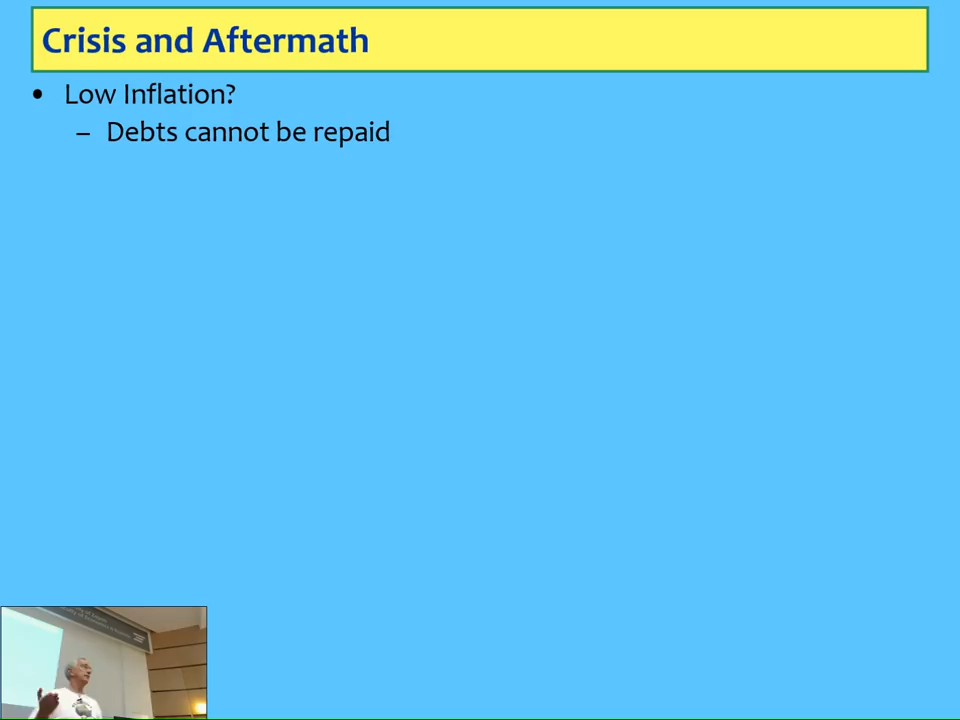 Crisis and Aftermath
• Low Inflation?
– Debts cannot be repaid